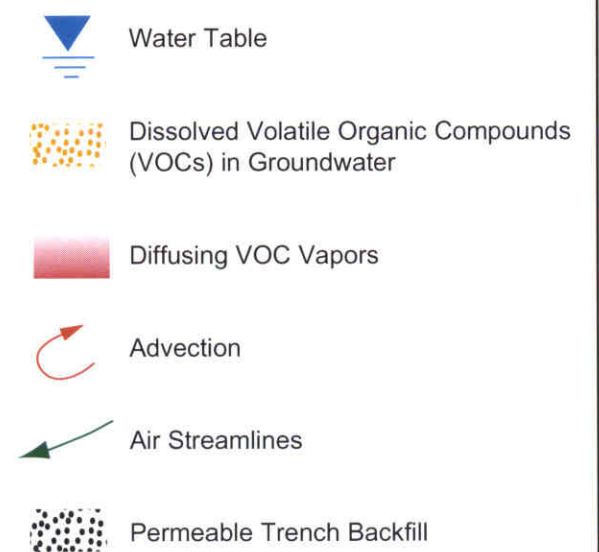 Water Table
Dissolved Volatile Organic Compounds
(VOCs) in Groundwater
Diffusing VOC Vapors
Advection
Air Streamlines
Permeable Trench Backfill